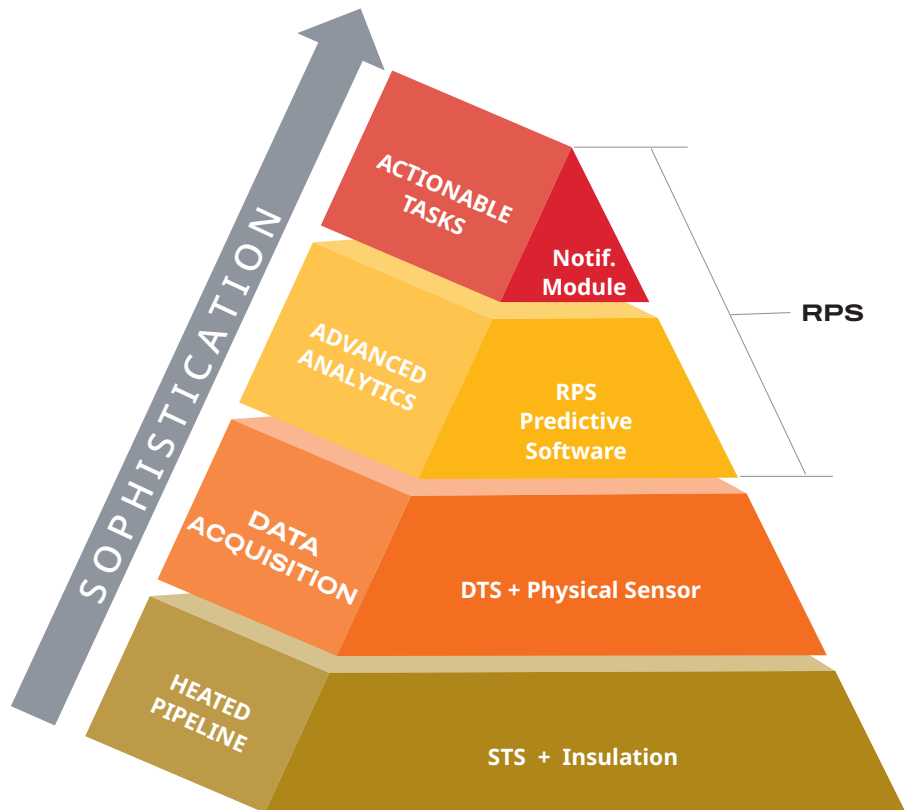 SOPHISTICATION
ACTIONABLE
TASKS
Notif.
Module
RPS
ADVANCED
ANALYTICS
RPS
Predictive
Software
DATA
ACQUISITION
DTS + Physical Sensor
HEATED
PIPELINE
STS + Insulation